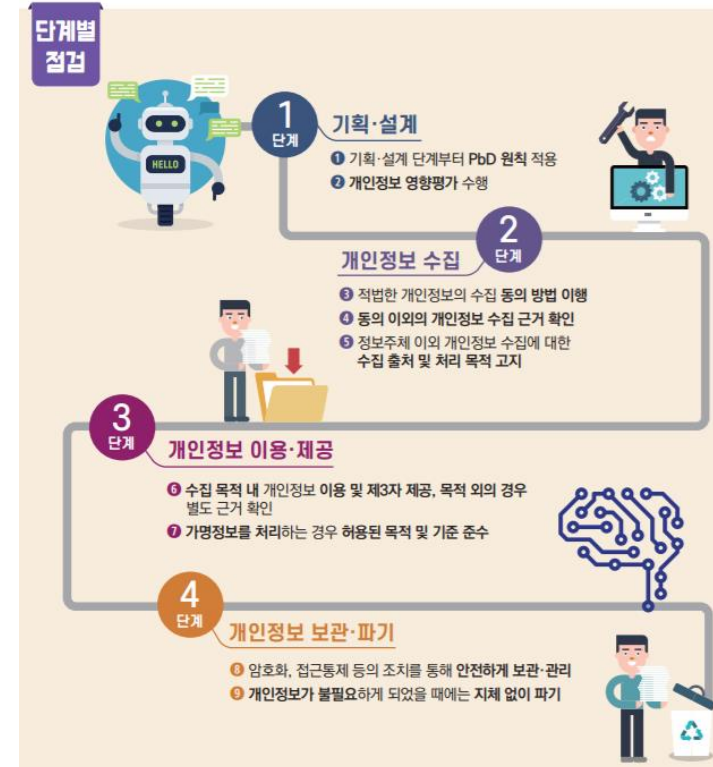 단계별
점검
HELLO
1
단계
기획·설계
❶ 기획·설계 단계부터 PbD 원칙 적용
❷ 개인정보 영향평가 수행
2
단계
개인정보 수집
❸ 적법한 개인정보의 수집 동의 방법 이행
❹ 동의 이외의 개인정보 수집 근거 확인
❺ 정보주체 이외 개인정보 수집에 대한
수집 출처 및 처리 목적 고지
3
단계
개인정보 이용·제공
❻ 수집 목적 내 개인정보 이용 및 제3자 제공, 목적 외의 경우
별도 근거 확인
❼ 가명정보를 처리하는 경우 허용된 목적 및 기준 준수
4
단계
개인정보 보관·파기
❽ 암호화, 접근통제 등의 조치를 통해 안전하게 보관·관리
❾ 개인정보가 불필요하게 되었을 때에는 지체 없이 파기